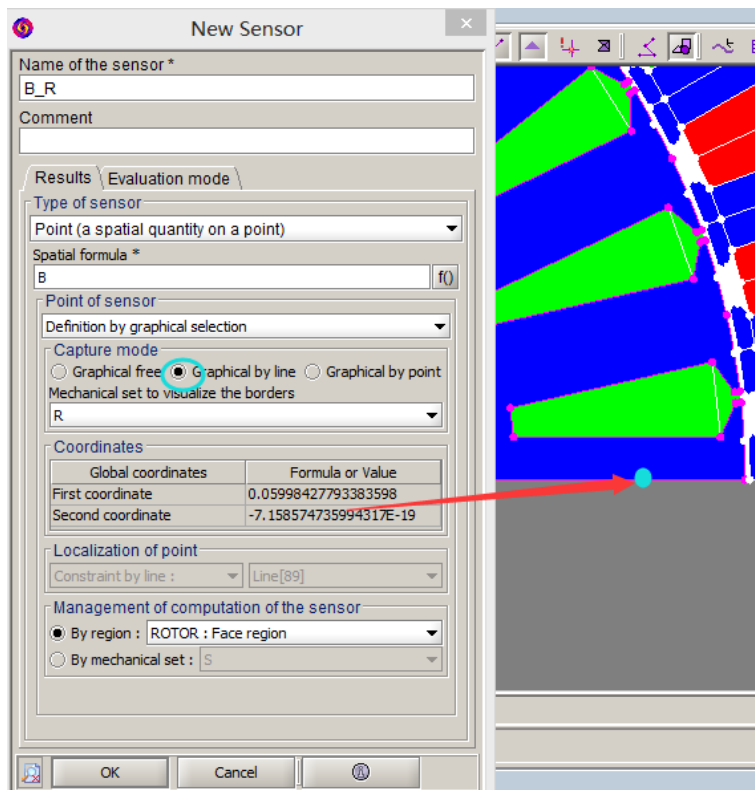 New Sensor
Name of the sensor *
B_R
Comment
Results Evaluation mode
Type of sensor
Point (a spatial quantity on a point)
Spatial formula *
B f()
Point of sensor
Definition by graphical selection
Capture mode
Graphical free Graphical by line Graphical by point
Mechanical set to visualize the borders
R
Coordinates
Global coordinates Formula or Value
First coordinate 0.05998427793383598
Second coordinate -7.158574735994317E-19
Localization of point
Constraint by line : Line[89]
Management of computation of the sensor
By region : ROTOR : Face region
By mechanical set : S
OK Cancel